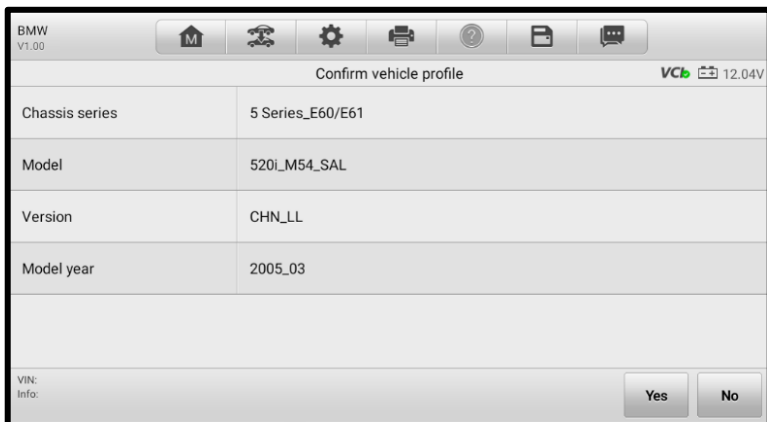 BMW
V1.00
M
Confirm vehicle profile
VCI 12.04V
Chassis series 5 Series_E60/E61
Model 520i_M54_SAL
Version CHN_LL
Model year 2005_03
VIN:
Info:
Yes No